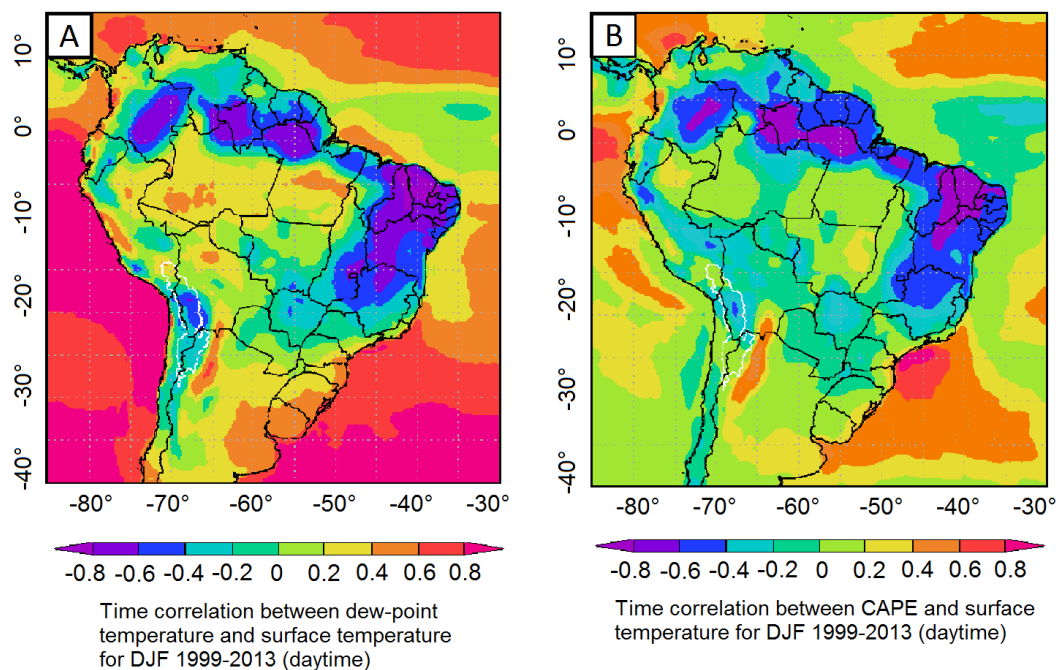 A
B
10°
0°
-10°
-20°
-30°
-40°
10°
0°
-10°
-20°
-30°
-40°
-80° -70° -60° -50° -40° -30°
-80° -70° -60° -50° -40° -30°
-0.8 -0.6 -0.4 -0.2 0 0.2 0.4 0.6 0.8
-0.8 -0.6 -0.4 -0.2 0 0.2 0.4 0.6 0.8
Time correlation between dew-point
temperature and surface temperature
for DJF 1999-2013 (daytime)
Time correlation between CAPE and surface
temperature for DJF 1999-2013 (daytime)